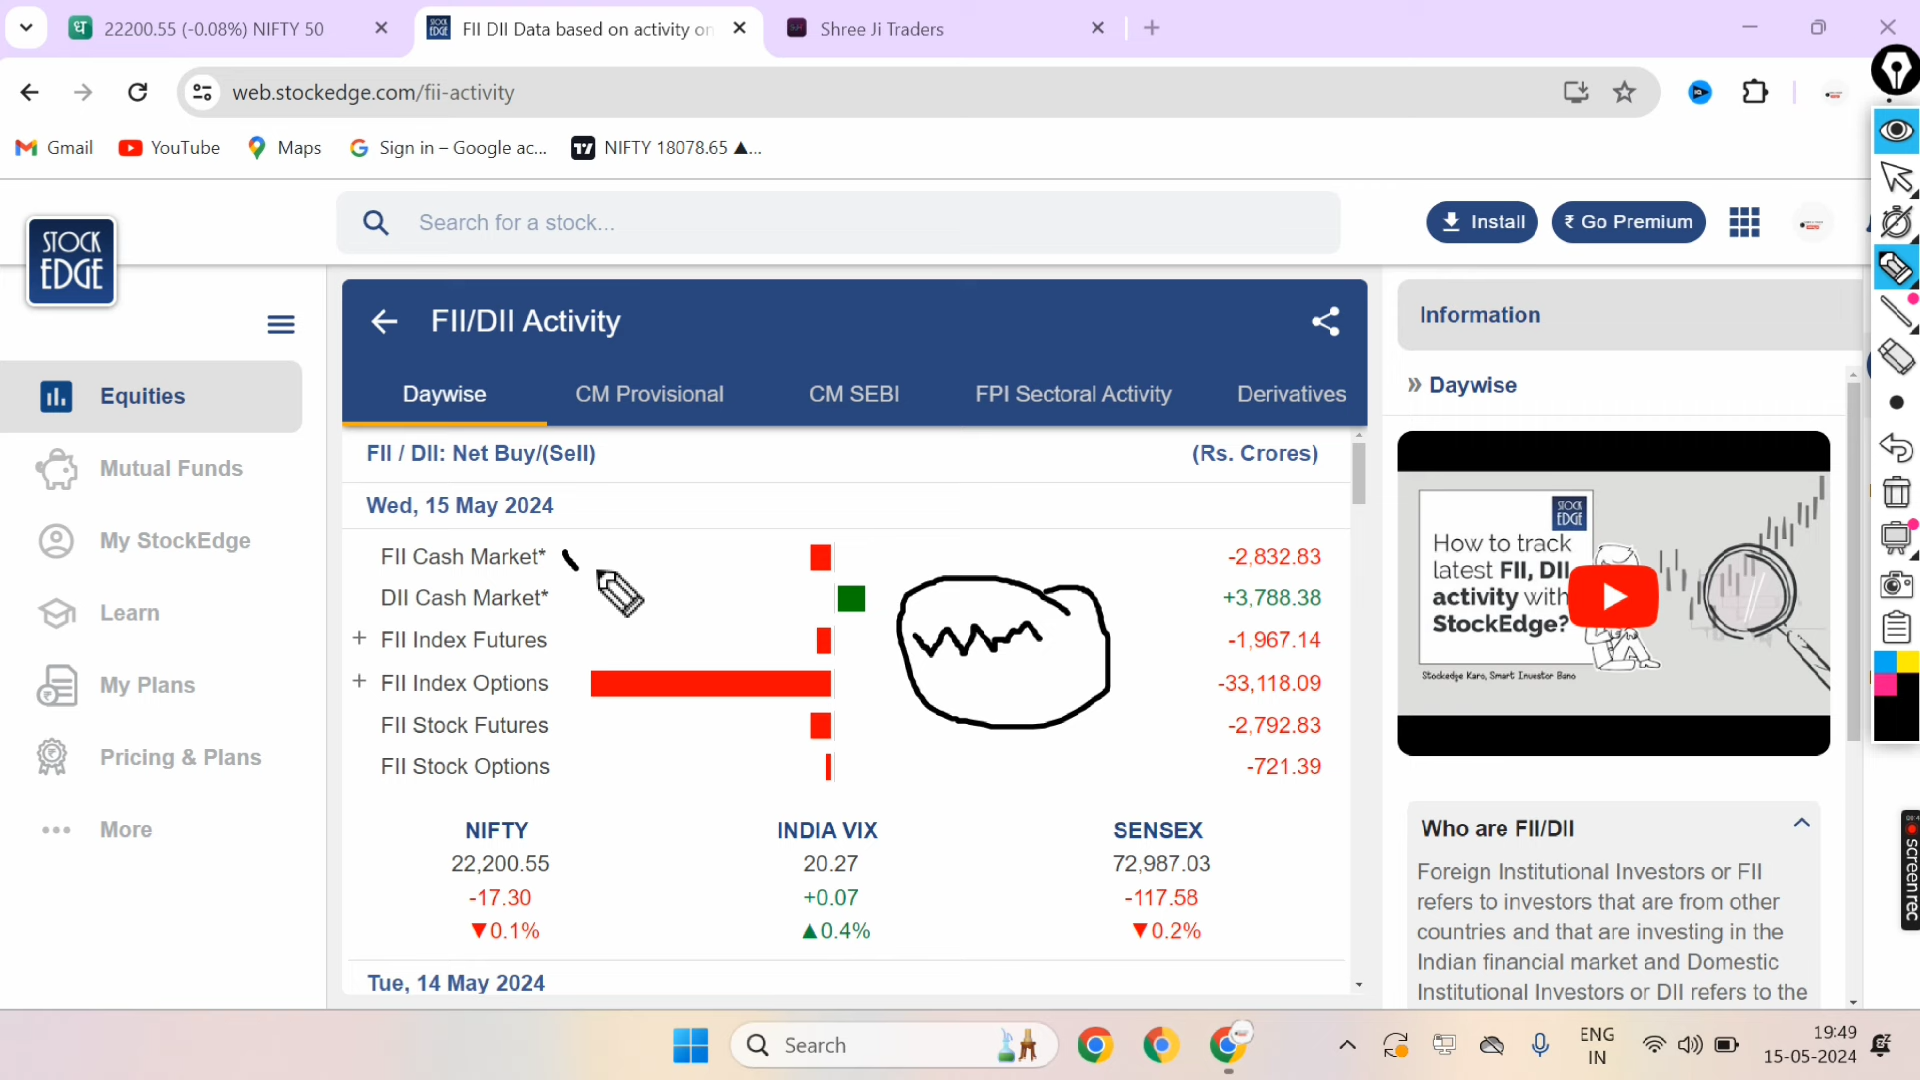 22200.55 (-0.08%) NIFTY 50
FII DII Data based on activity on
Shree Ji Traders
web.stockedge.com/fii-activity
Gmail
YouTube
Maps
Sign in – Google ac...
NIFTY 18078.65 ▲...
STOCK
EDGE
Search for a stock...
Install
₹ Go Premium
Equities
Mutual Funds
My StockEdge
Learn
My Plans
Pricing & Plans
More
FII/DII Activity
Daywise
CM Provisional
CM SEBI
FPI Sectoral Activity
Derivatives
FII / DII: Net Buy/(Sell) (Rs. Crores)
Wed, 15 May 2024
FII Cash Market* -2,832.83
DII Cash Market* +3,788.38
+ FII Index Futures -1,967.14
+ FII Index Options -33,118.09
FII Stock Futures -2,792.83
FII Stock Options -721.39
NIFTY INDIA VIX SENSEX
22,200.55 20.27 72,987.03
-17.30 +0.07 -117.58
▼0.1% ▲0.4% ▼0.2%
Tue, 14 May 2024
Information
» Daywise
STOCK
EDGE
How to track
latest FII, DII
activity with
StockEdge?
Stockedge Karo, Smart Investor Bano
Who are FII/DII
Foreign Institutional Investors or FII
refers to investors that are from other
countries and that are investing in the
Indian financial market and Domestic
Institutional Investors or DII refers to the
screenrec
Search
ENG
IN
19:49
15-05-2024